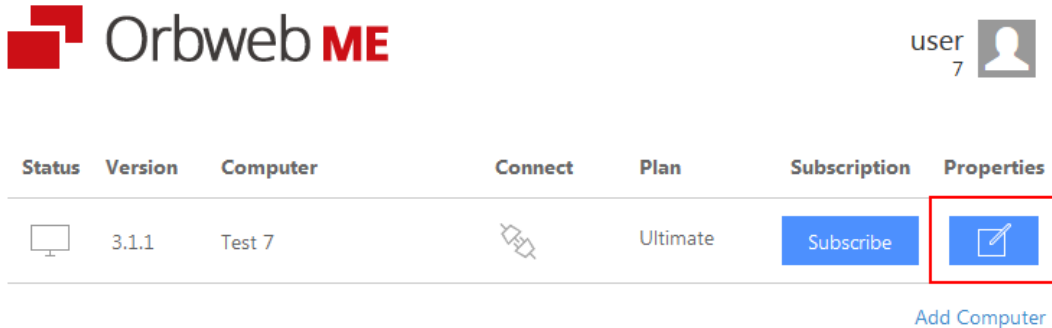 Orbweb ME
user
7
Status Version Computer Connect Plan Subscription Properties
3.1.1 Test 7 Ultimate Subscribe
Add Computer